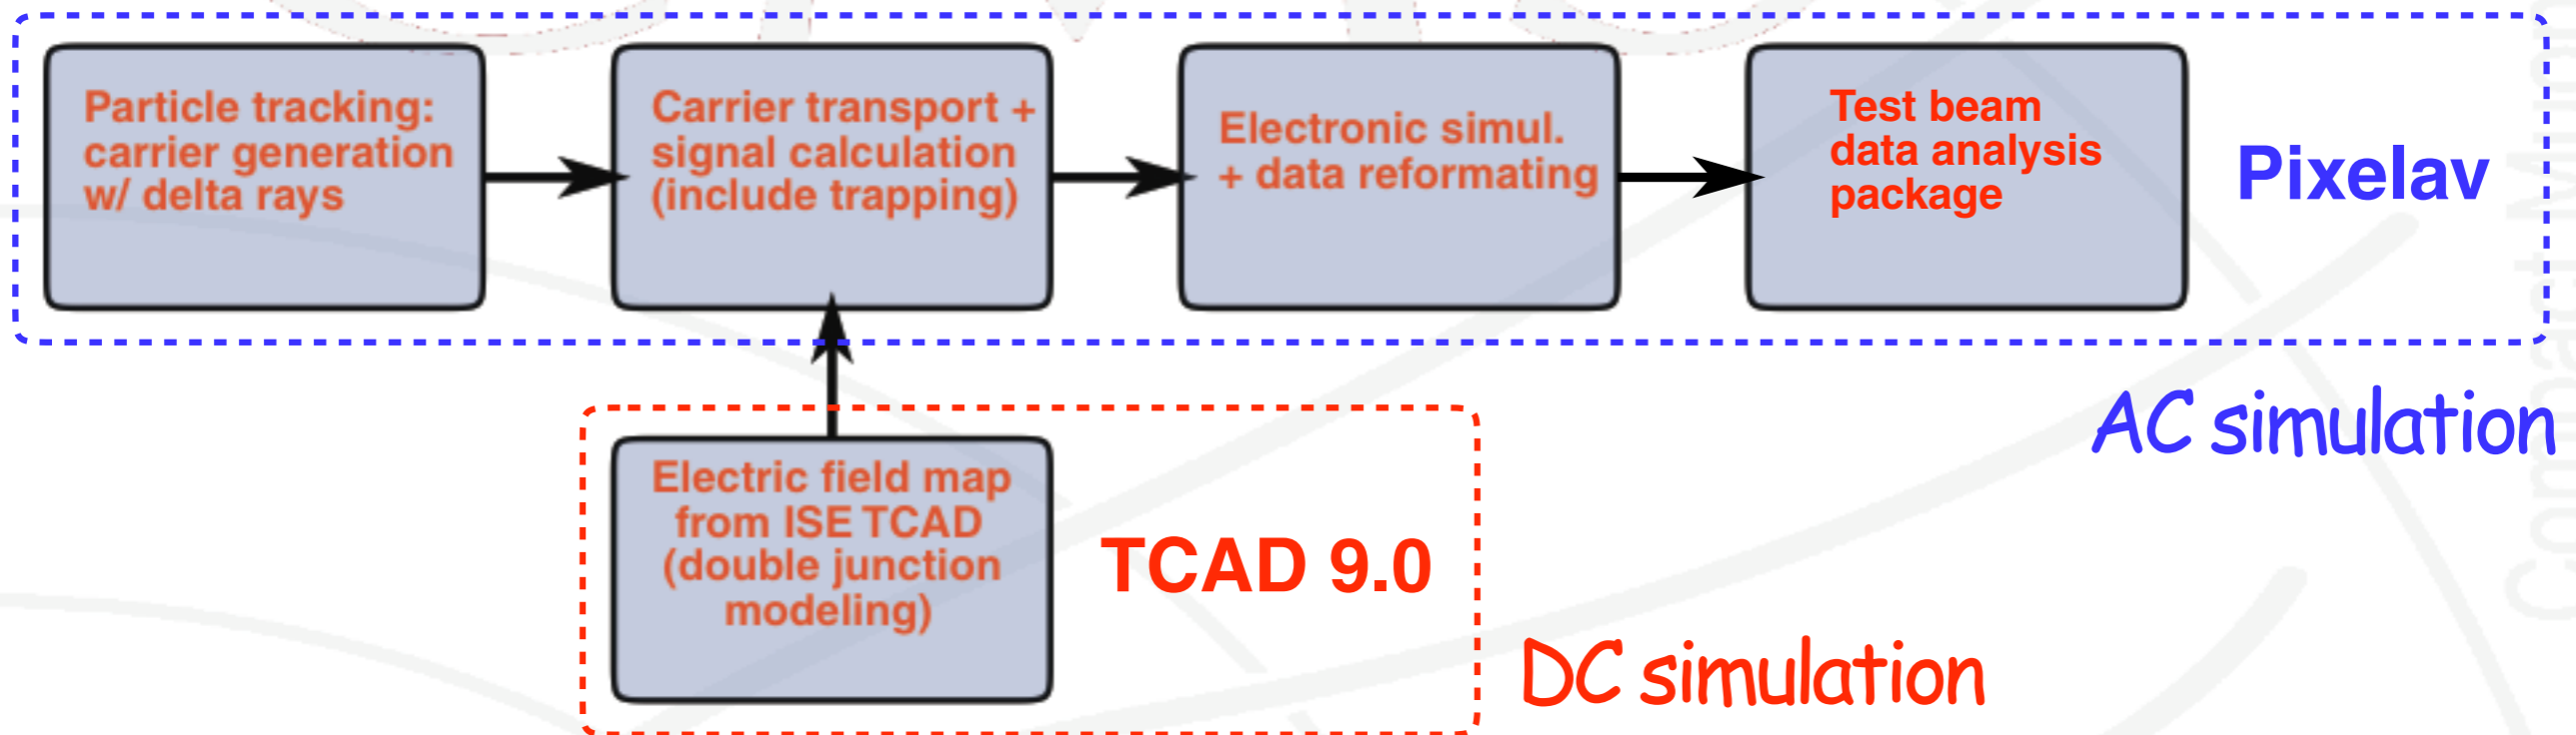 Particle tracking:
carrier generation
w/ delta rays
Carrier transport +
signal calculation
(include trapping)
Electronic simul.
+ data reformating
Test beam
data analysis
package
Pixelav
AC simulation
Electric field map
from ISE TCAD
(double junction
modeling)
TCAD 9.0
DC simulation